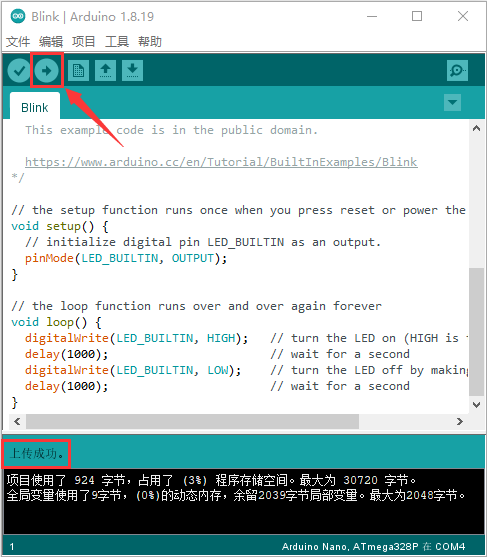 Blink | Arduino 1.8.19
文件 编辑 项目 工具 帮助
Blink
This example code is in the public domain.
https://www.arduino.cc/en/Tutorial/BuiltInExamples/Blink
*/
// the setup function runs once when you press reset or power the
void setup() {
// initialize digital pin LED_BUILTIN as an output.
pinMode(LED_BUILTIN, OUTPUT);
}
// the loop function runs over and over again forever
void loop() {
digitalWrite(LED_BUILTIN, HIGH);   // turn the LED on (HIGH is
delay(1000);                       // wait for a second
digitalWrite(LED_BUILTIN, LOW);    // turn the LED off by making
delay(1000);                       // wait for a second
}
上传成功。
项目使用了 924 字节，占用了 (3%) 程序存储空间。最大为 30720 字节。
全局变量使用了9字节，(0%)的动态内存，余留2039字节局部变量。最大为2048字节。
1 Arduino Nano, ATmega328P 在 COM4